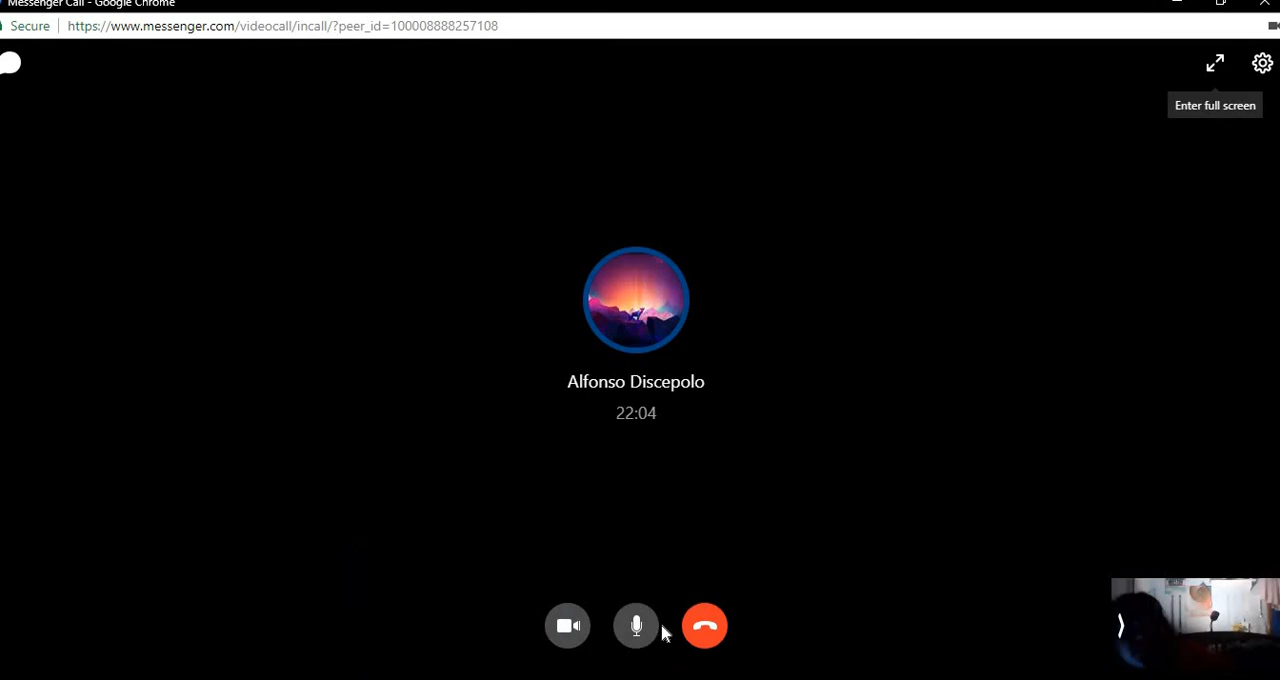 Messenger Call - Google Chrome
Secure https://www.messenger.com/videocall/incall/?peer_id=100008888257108
Enter full screen
Alfonso Discepolo
22:04